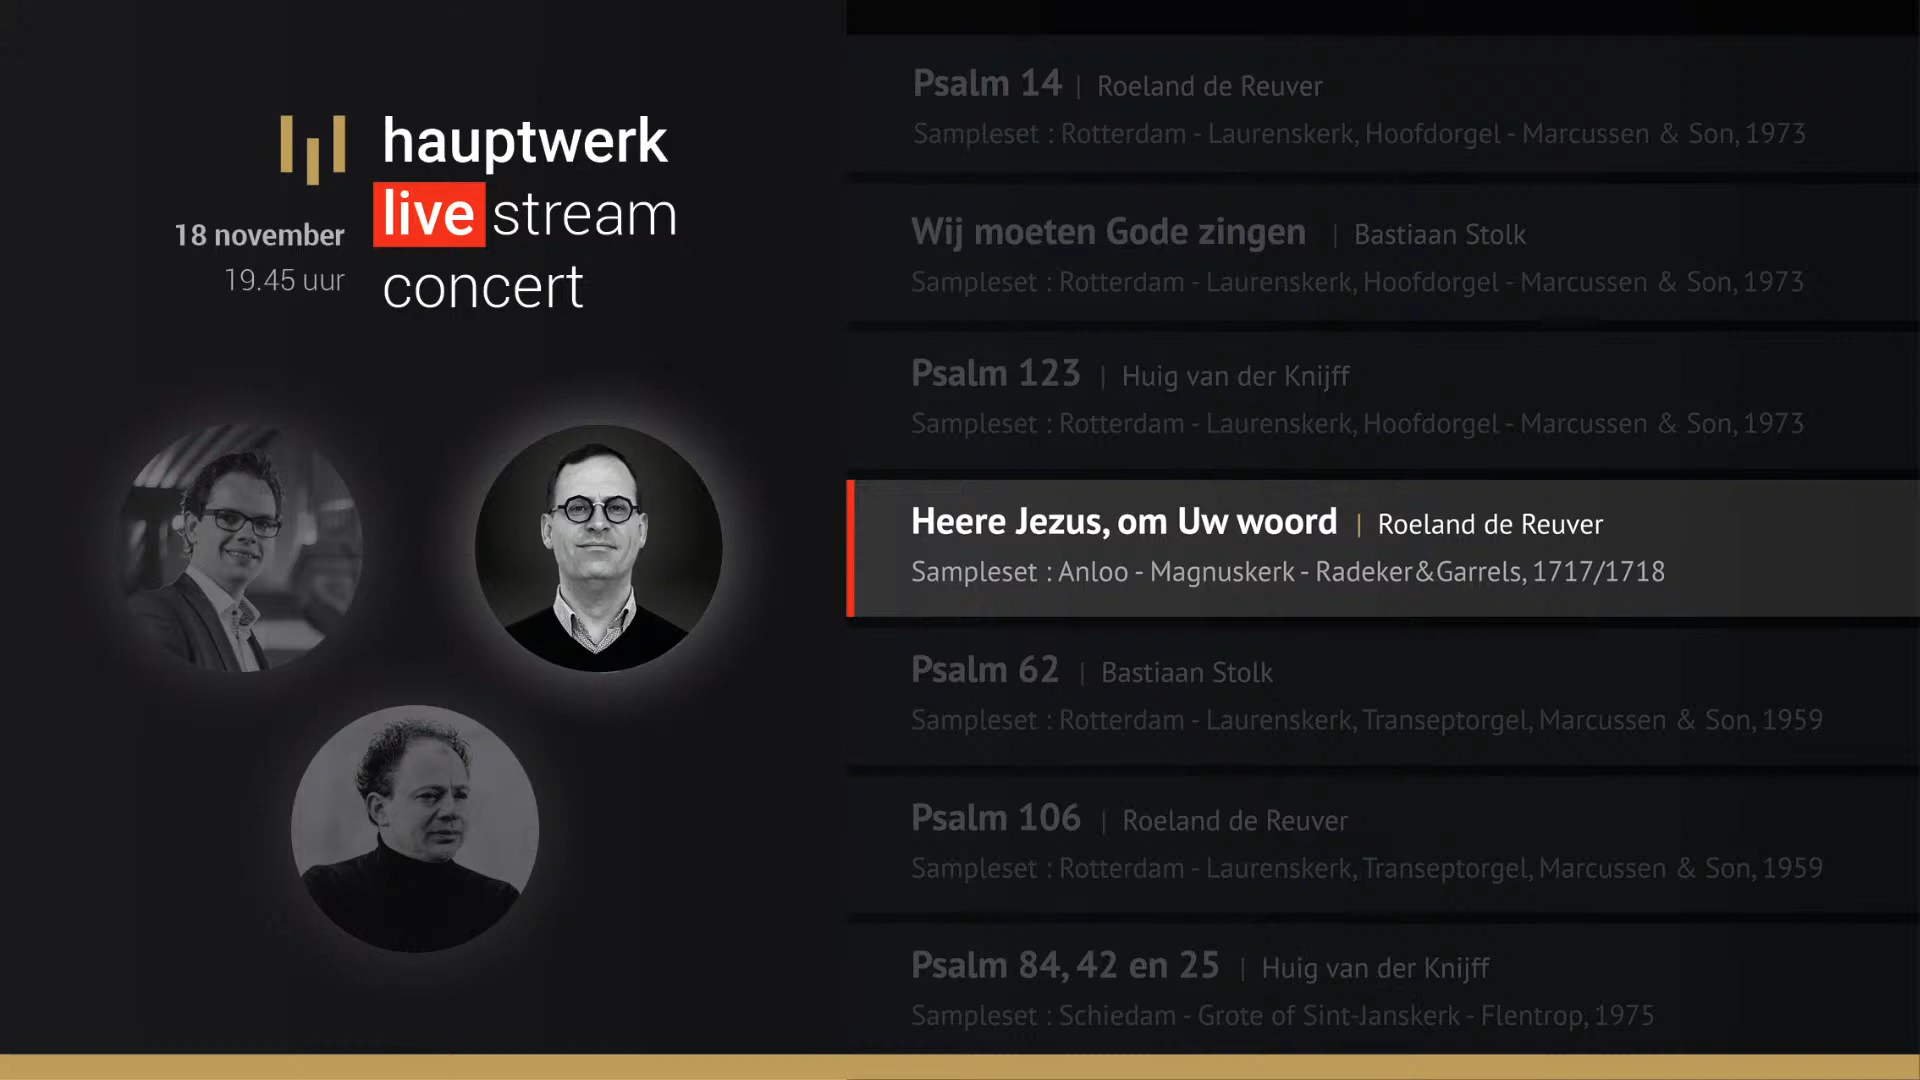 hauptwerk
live stream
concert
18 november
19.45 uur
Psalm 14 | Roeland de Reuver
Sampleset : Rotterdam - Laurenskerk, Hoofdorgel - Marcussen & Son, 1973
Wij moeten Gode zingen | Bastiaan Stolk
Sampleset : Rotterdam - Laurenskerk, Hoofdorgel - Marcussen & Son, 1973
Psalm 123 | Huig van der Knijff
Sampleset : Rotterdam - Laurenskerk, Hoofdorgel - Marcussen & Son, 1973
Heere Jezus, om Uw woord | Roeland de Reuver
Sampleset : Anloo - Magnuskerk - Radeker&Garrels, 1717/1718
Psalm 62 | Bastiaan Stolk
Sampleset : Rotterdam - Laurenskerk, Transeptorgel, Marcussen & Son, 1959
Psalm 106 | Roeland de Reuver
Sampleset : Rotterdam - Laurenskerk, Transeptorgel, Marcussen & Son, 1959
Psalm 84, 42 en 25 | Huig van der Knijff
Sampleset : Schiedam - Grote of Sint-Janskerk - Flentrop, 1975